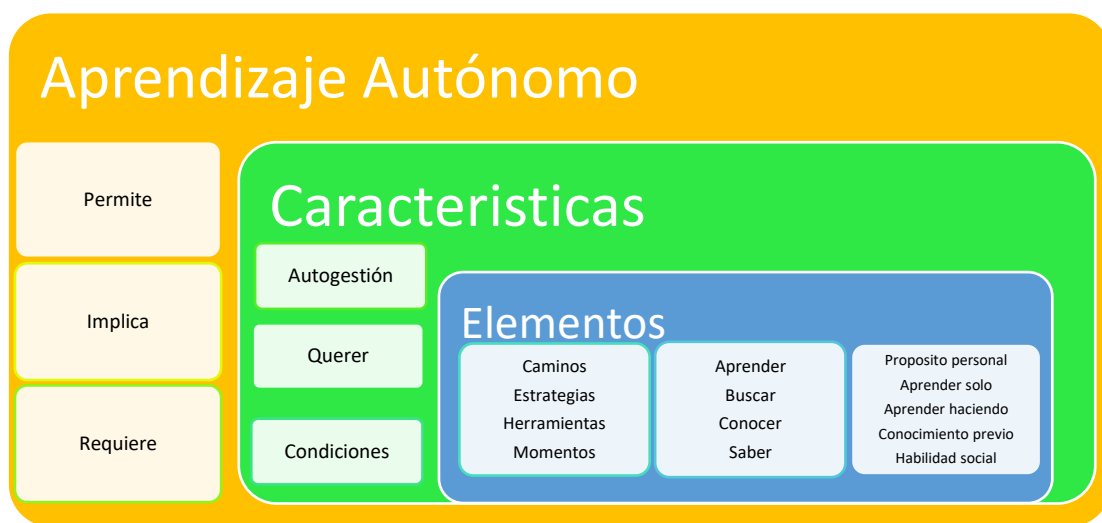 Aprendizaje Autónomo
Permite
Implica
Requiere
Caracteristicas
Autogestión
Querer
Condiciones
Elementos
Caminos
Estrategias
Herramientas
Momentos
Aprender
Buscar
Conocer
Saber
Proposito personal
Aprender solo
Aprender haciendo
Conocimiento previo
Habilidad social